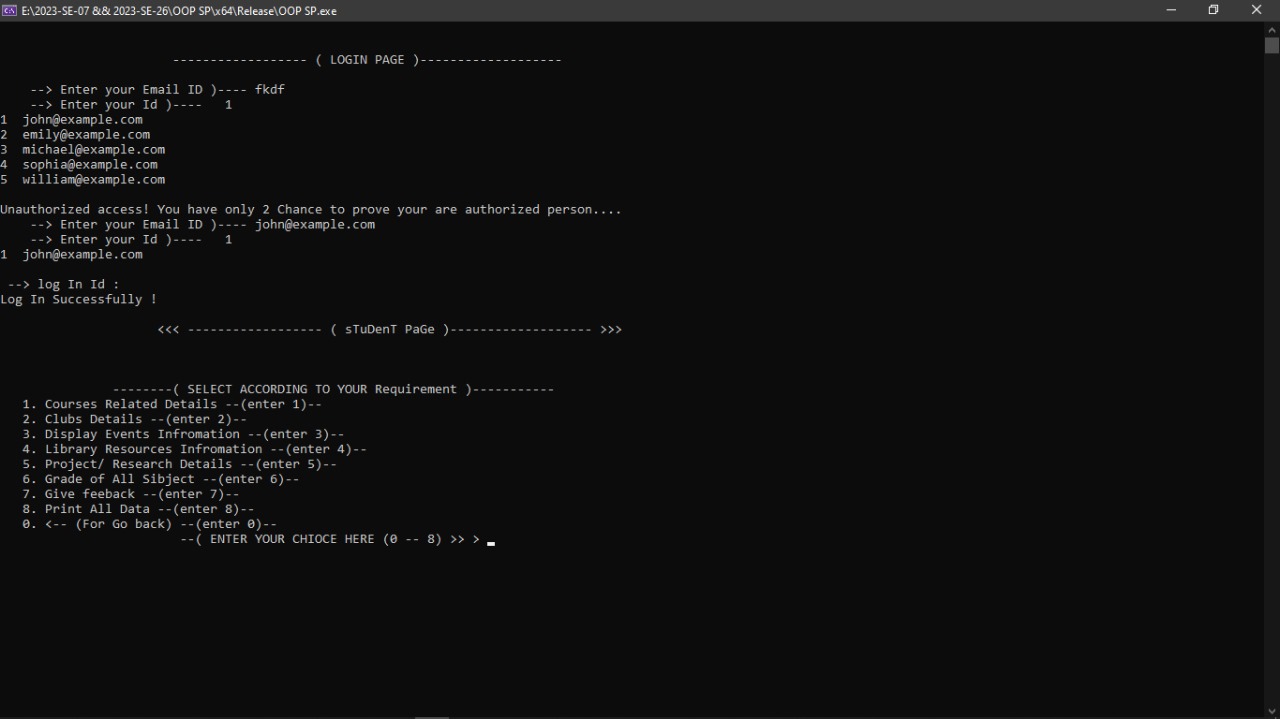 E:\2023-SE-07 && 2023-SE-26\OOP SP\x64\Release\OOP SP.exe
------------------ ( LOGIN PAGE )-------------------
--> Enter your Email ID )---- fkdf
--> Enter your Id )----   1
1  john@example.com
2  emily@example.com
3  michael@example.com
4  sophia@example.com
5  william@example.com
Unauthorized access! You have only 2 Chance to prove your are authorized person....
--> Enter your Email ID )---- john@example.com
--> Enter your Id )----   1
1  john@example.com
--> log In Id :
Log In Successfully !
<<< ------------------ ( sTuDenT PaGe )------------------- >>>
--------( SELECT ACCORDING TO YOUR Requirement )-----------
1. Courses Related Details --(enter 1)--
2. Clubs Details --(enter 2)--
3. Display Events Infromation --(enter 3)--
4. Library Resources Infromation --(enter 4)--
5. Project/ Research Details --(enter 5)--
6. Grade of All Sibject --(enter 6)--
7. Give feeback --(enter 7)--
8. Print All Data --(enter 8)--
0. <-- (For Go back) --(enter 0)--
--( ENTER YOUR CHIOCE HERE (0 -- 8) >> >